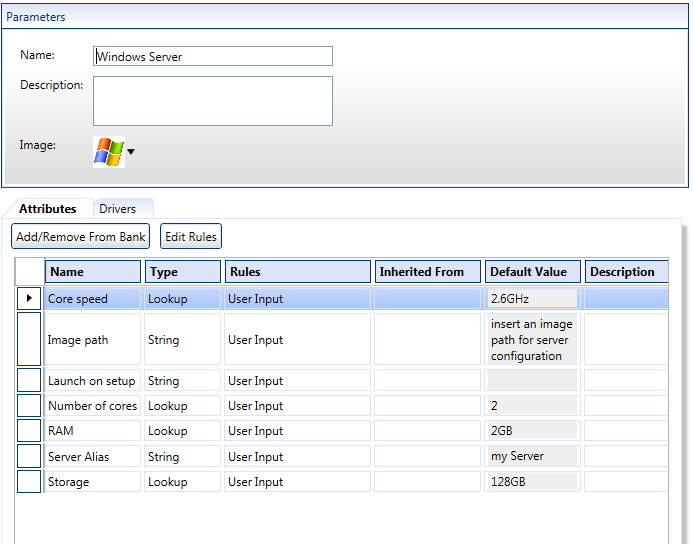 Parameters
Name: Windows Server
Description:
Image:
Attributes Drivers
Add/Remove From Bank Edit Rules
Name Type Rules Inherited From Default Value Description
Core speed Lookup User Input 2.6GHz
Image path String User Input insert an image
path for server
configuration
Launch on setup String User Input
Number of cores Lookup User Input 2
RAM Lookup User Input 2GB
Server Alias String User Input my Server
Storage Lookup User Input 128GB